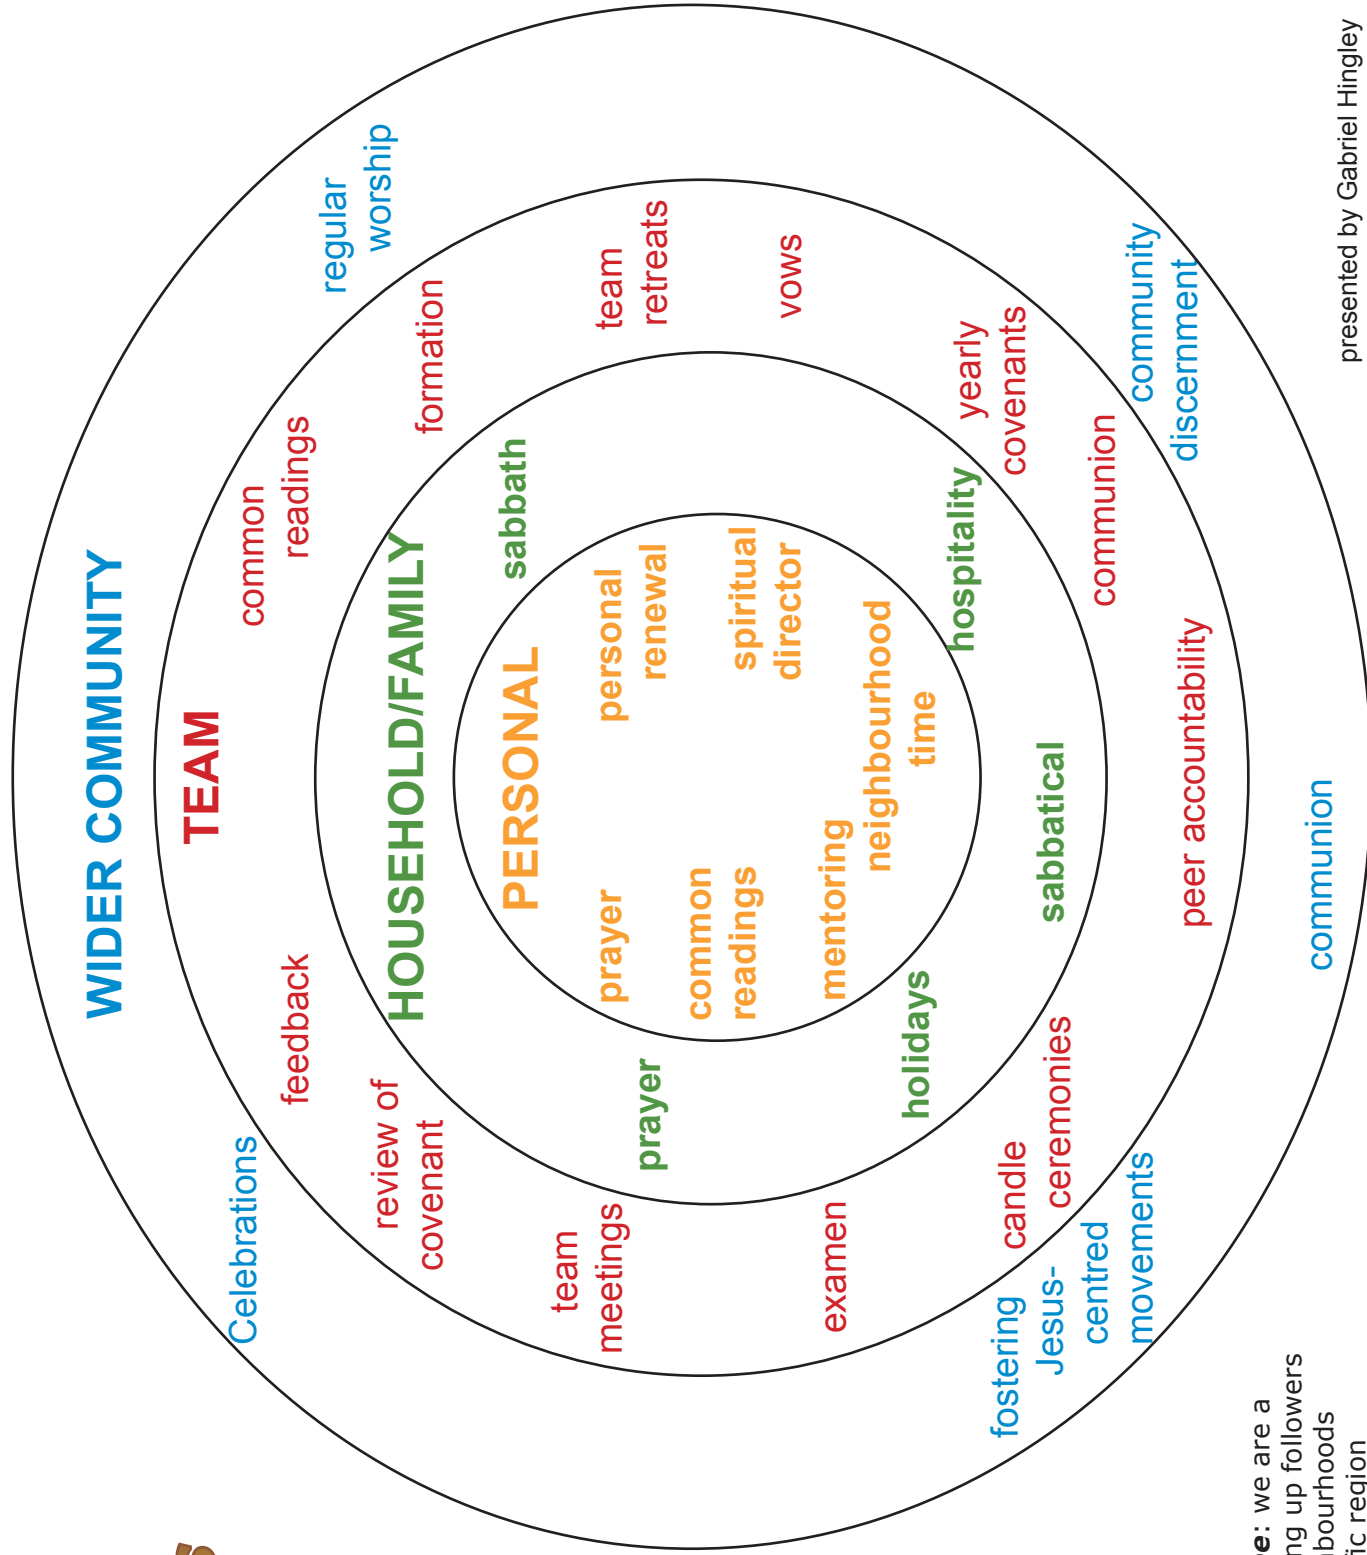 WIDER COMMUNITY
Celebrations
regular
worship
community
discernment
communion
fostering
Jesus-
centred
movements
TEAM
common
readings
formation
team
retreats
vows
yearly
covenants
communion
peer accountability
candle
ceremonies
examen
team
meetings
review of
covenant
feedback
HOUSEHOLD/FAMILY
sabbath
hospitality
sabbatical
holidays
prayer
PERSONAL
prayer
personal
renewal
common
readings
spiritual
director
mentoring
neighbourhood
time
we are a
up followers
region
presented by Gabriel Hingley